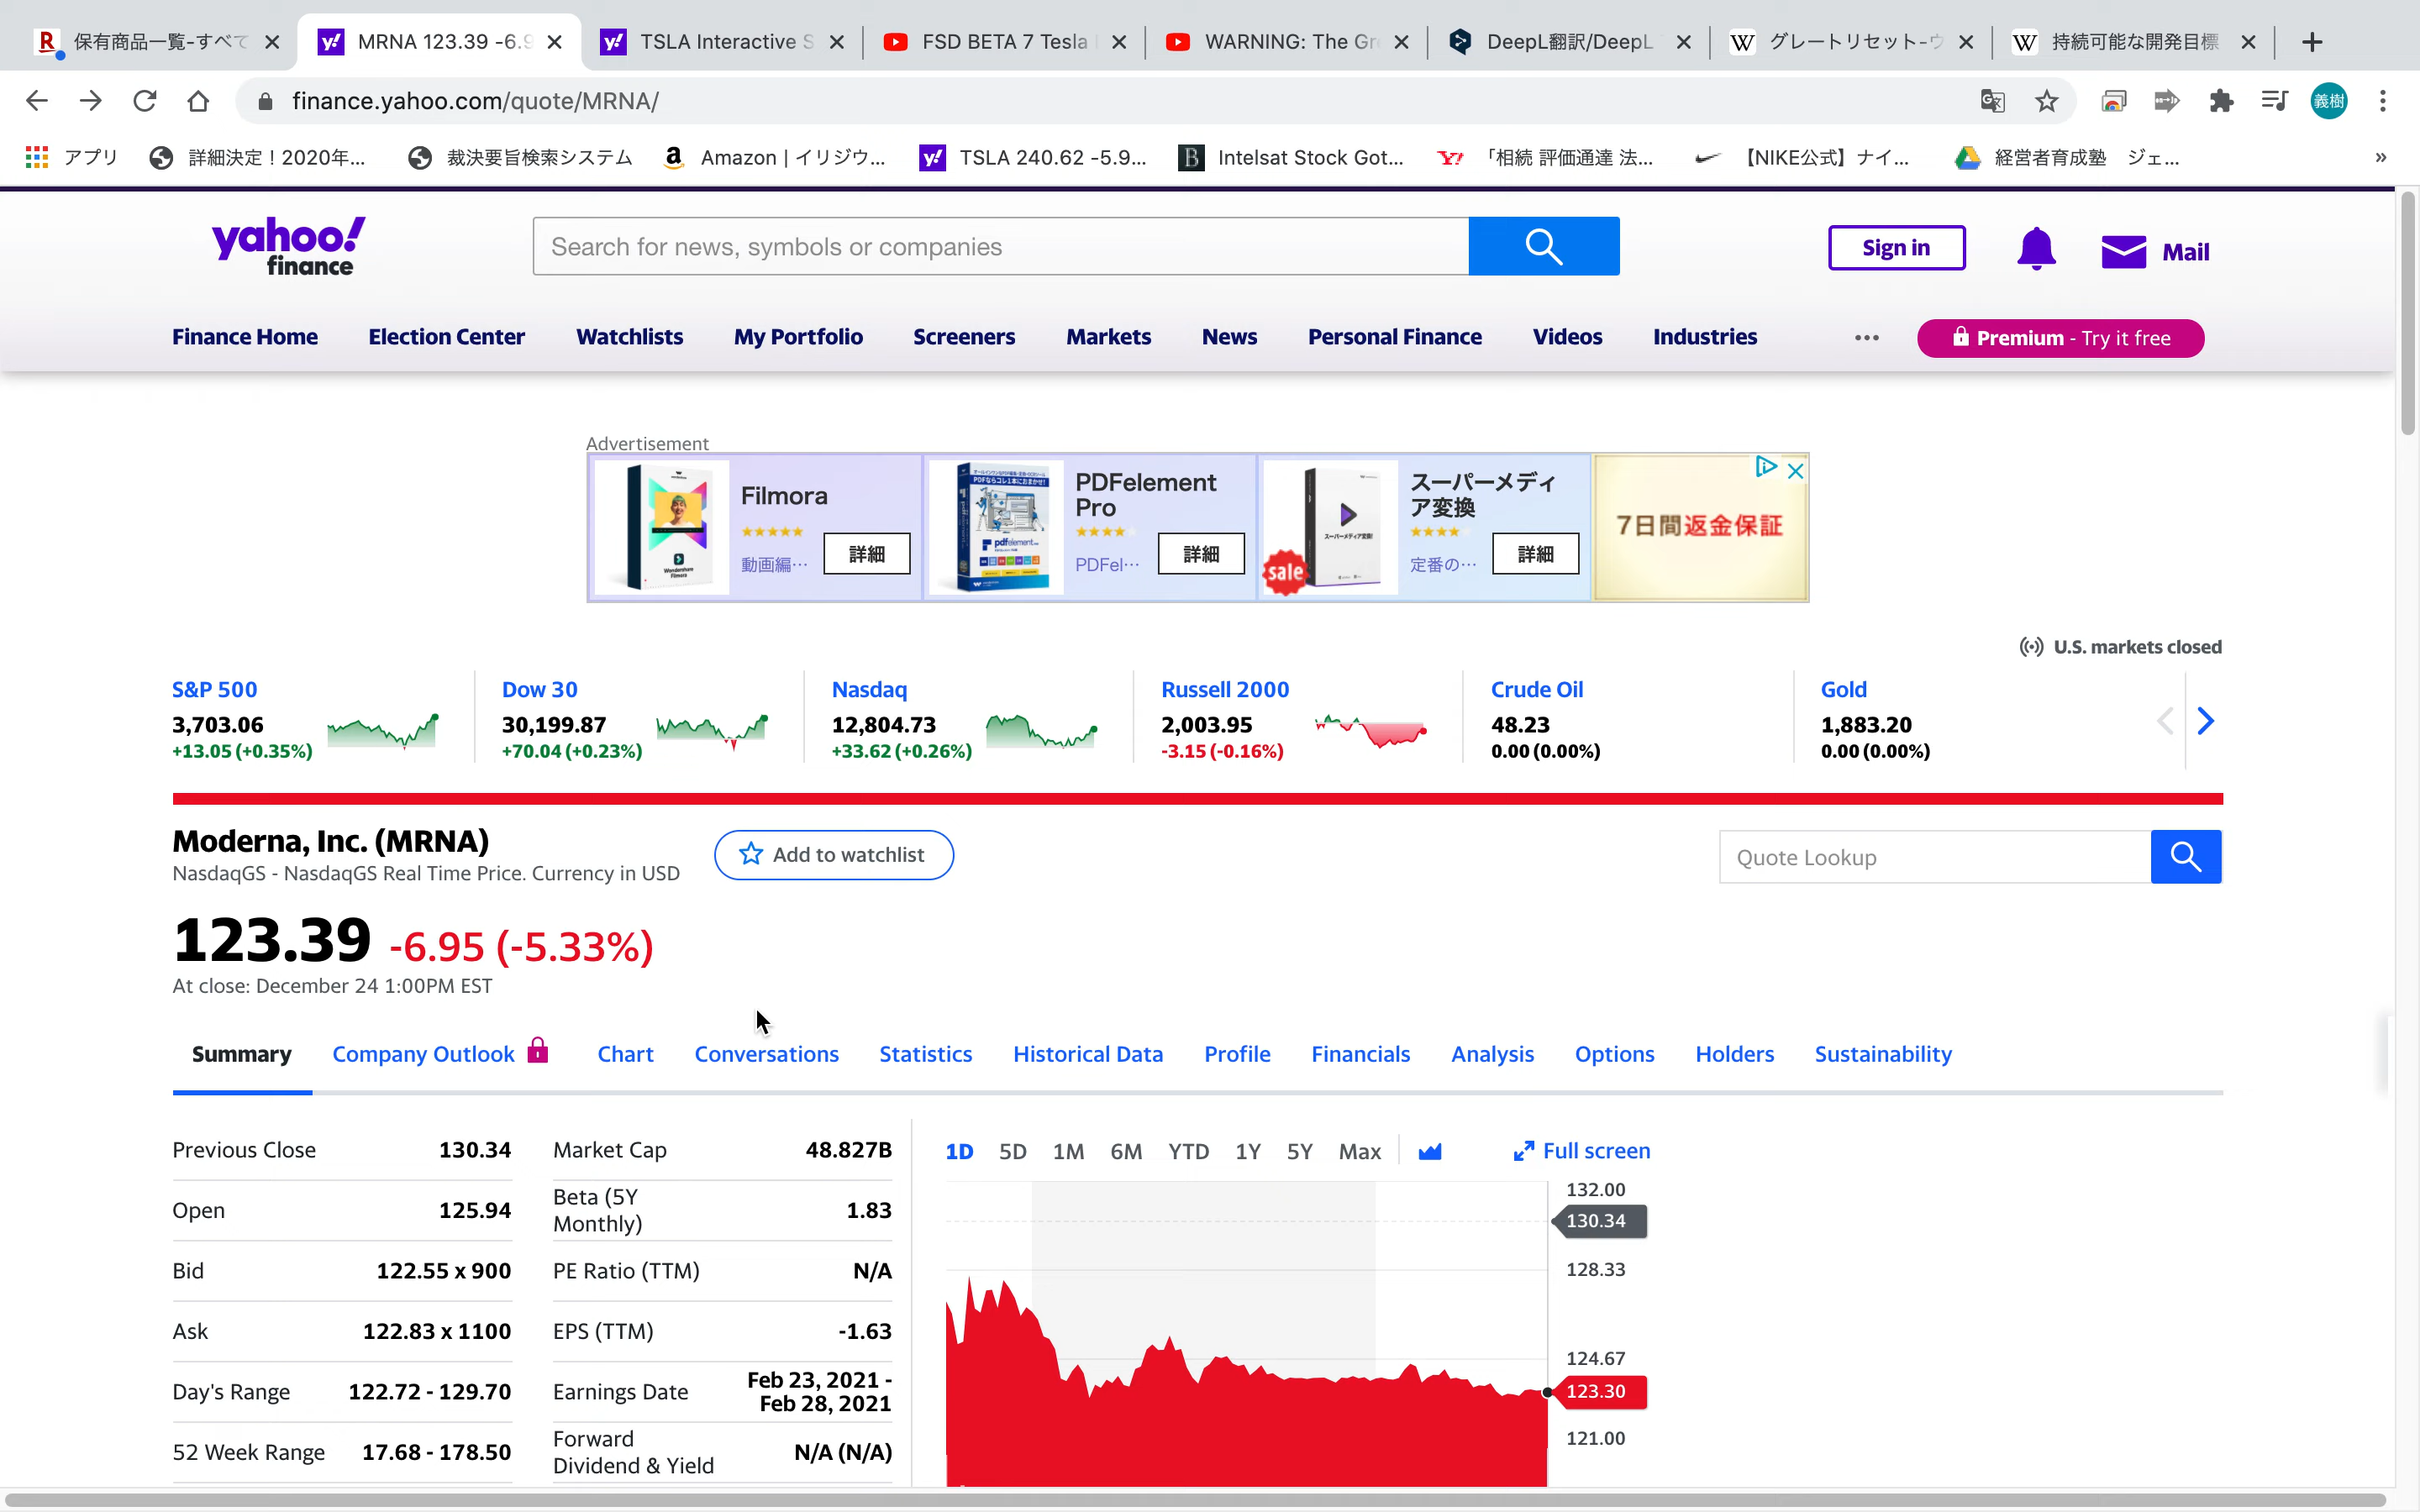 保有商品一覧-すべて
MRNA 123.39 -6.9
TSLA Interactive S
FSD BETA 7 Tesla
WARNING: The Gr
DeepL翻訳/DeepL
W グレートリセット-ウ
W 持続可能な開発目標
finance.yahoo.com/quote/MRNA/
義樹
アプリ
詳細決定！2020年...
裁決要旨検索システム
Amazon | イリジウ...
TSLA 240.62 -5.9...
Intelsat Stock Got...
「相続 評価通達 法...
【NIKE公式】ナイ...
経営者育成塾 ジェ...
»
yahoo!
finance
Search for news, symbols or companies
Sign in
Mail
Finance Home
Election Center
Watchlists
My Portfolio
Screeners
Markets
News
Personal Finance
Videos
Industries
Premium - Try it free
Advertisement
Filmora
動画編…
詳細
PDFelement
Pro
PDFel…
詳細
スーパーメディ
ア変換
定番の…
詳細
sale
7日間返金保証
U.S. markets closed
S&P 500
3,703.06
+13.05 (+0.35%)
Dow 30
30,199.87
+70.04 (+0.23%)
Nasdaq
12,804.73
+33.62 (+0.26%)
Russell 2000
2,003.95
-3.15 (-0.16%)
Crude Oil
48.23
0.00 (0.00%)
Gold
1,883.20
0.00 (0.00%)
Moderna, Inc. (MRNA)
NasdaqGS - NasdaqGS Real Time Price. Currency in USD
Add to watchlist
Quote Lookup
123.39 -6.95 (-5.33%)
At close: December 24 1:00PM EST
Summary
Company Outlook
Chart
Conversations
Statistics
Historical Data
Profile
Financials
Analysis
Options
Holders
Sustainability
Previous Close 130.34
Open 125.94
Bid 122.55 x 900
Ask 122.83 x 1100
Day's Range 122.72 - 129.70
52 Week Range 17.68 - 178.50
Market Cap 48.827B
Beta (5Y
Monthly) 1.83
PE Ratio (TTM) N/A
EPS (TTM) -1.63
Earnings Date Feb 23, 2021 -
Feb 28, 2021
Forward
Dividend & Yield N/A (N/A)
1D 5D 1M 6M YTD 1Y 5Y Max
Full screen
132.00
130.34
128.33
124.67
123.30
121.00